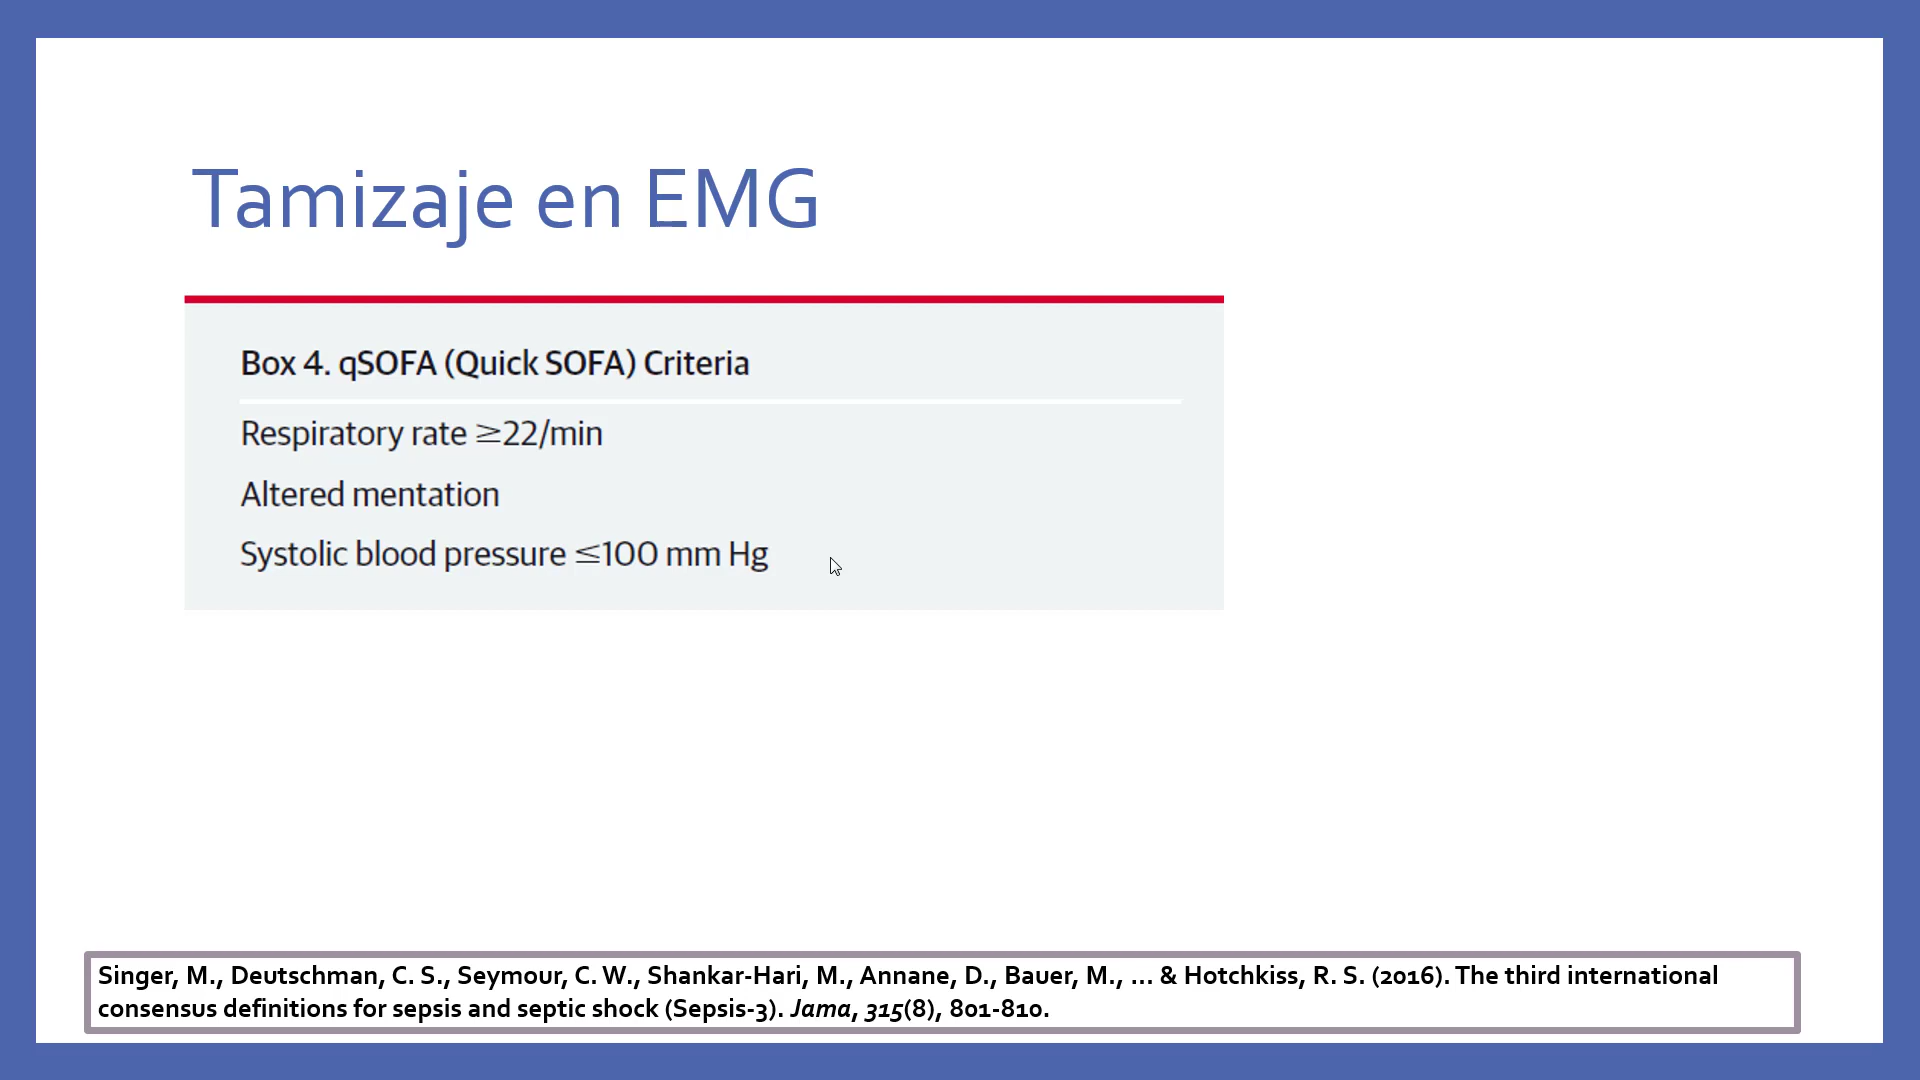 Tamizaje en EMG
Box 4. qSOFA (Quick SOFA) Criteria
Respiratory rate ≥22/min
Altered mentation
Systolic blood pressure ≤100 mm Hg
Singer, M., Deutschman, C. S., Seymour, C. W., Shankar-Hari, M., Annane, D., Bauer, M., ... & Hotchkiss, R. S. (2016). The third international
consensus definitions for sepsis and septic shock (Sepsis-3). Jama, 315(8), 801-810.